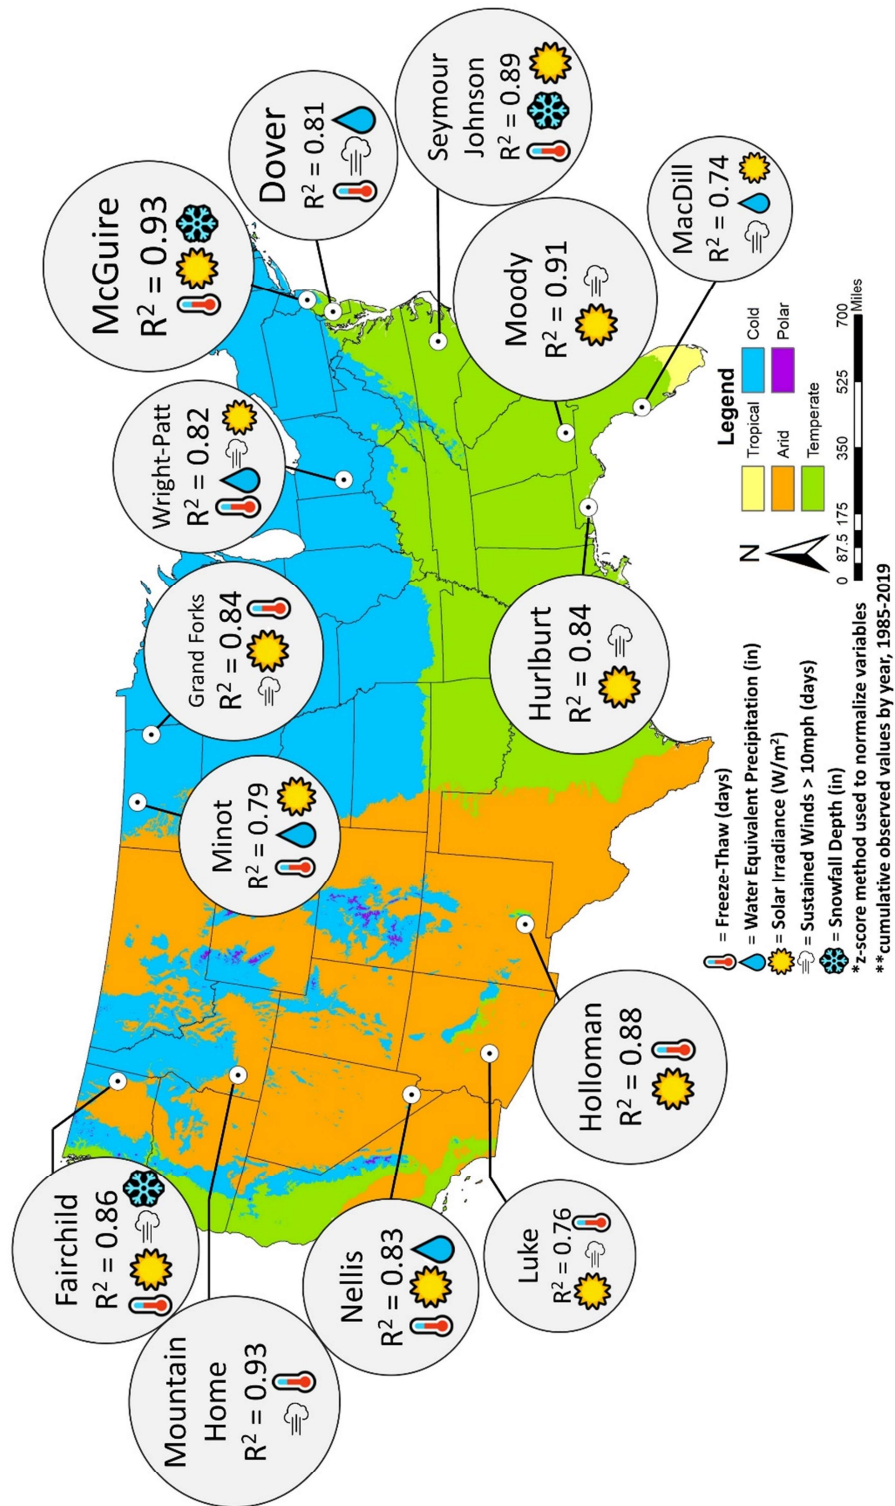 McGuire
R² = 0.93
Dover
R² = 0.81
Seymour
Johnson
R² = 0.89
Wright-Patt
R² = 0.82
Moody
R² = 0.91
MacDill
R² = 0.74
Grand Forks
R² = 0.84
Hurlburt
R² = 0.84
Minot
R² = 0.79
Holloman
R² = 0.88
Fairchild
R² = 0.86
Mountain
Home
R² = 0.93
Nellis
R² = 0.83
Luke
R² = 0.76
= Freeze-Thaw (days)
= Water Equivalent Precipitation (in)
= Solar Irradiance (W/m²)
= Sustained Winds > 10mph (days)
= Snowfall Depth (in)
*z-score method used to normalize variables
**cumulative observed values by year, 1985-2019
N
Legend
Tropical
Cold
Arid
Polar
Temperate
0 87.5 175 350 525 700
Miles